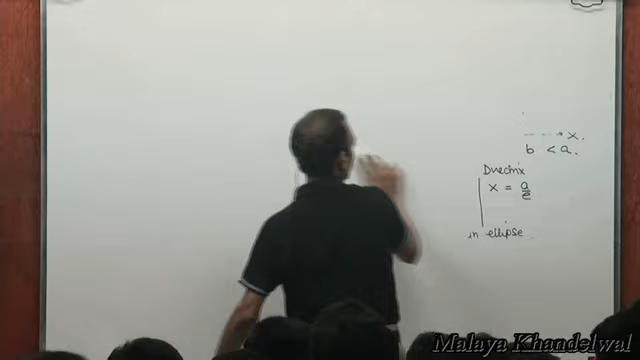 x.
b < a.
Directrix
x = a/e
in ellipse
Malaya Khandelwal